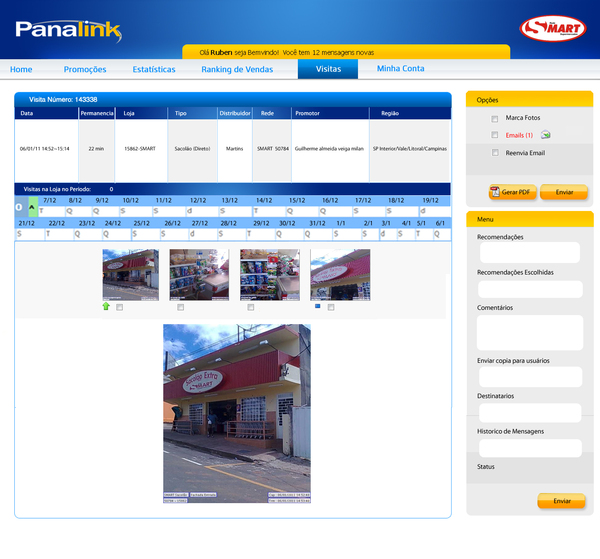 Panalink
SMART
Olá Ruben seja Bemvindo! Você tem 12 mensagens novas
Home Promoções Estatísticas Ranking de Vendas Visitas Minha Conta
Visita Número: 143338
Data Permanencia Loja Tipo Distribuidor Rede Promotor Região
06/01/11 14:52~15:14 22 min 15862-SMART Sacolão (Direto) Martins SMART 50784 Guilherme almeida veiga milan SP Interior/Vale/Litoral/Campinas
Visitas na Loja no Periodo: 0
7/12 8/12 9/12 10/12 11/12 12/12 13/12 14/12 15/12 16/12 17/12 18/12 19/12
O T Q Q S S d S T Q Q S S d
21/12 22/12 23/12 24/12 25/12 26/12 27/12 28/12 29/12 30/12 31/12 1/1 2/1 3/1 4/1 5/1 6/1
S T Q Q S S d S T Q Q S S d S T Q
Sacolão Extra
SMART
Opções
Marca Fotos
Emails (1)
Reenvia Email
Gerar PDF Enviar
Menu
Recomendações
Recomendações Escolhidas
Comentários
Enviar copia para usuários
Destinatarios
Historico de Mensagens
Status
Enviar